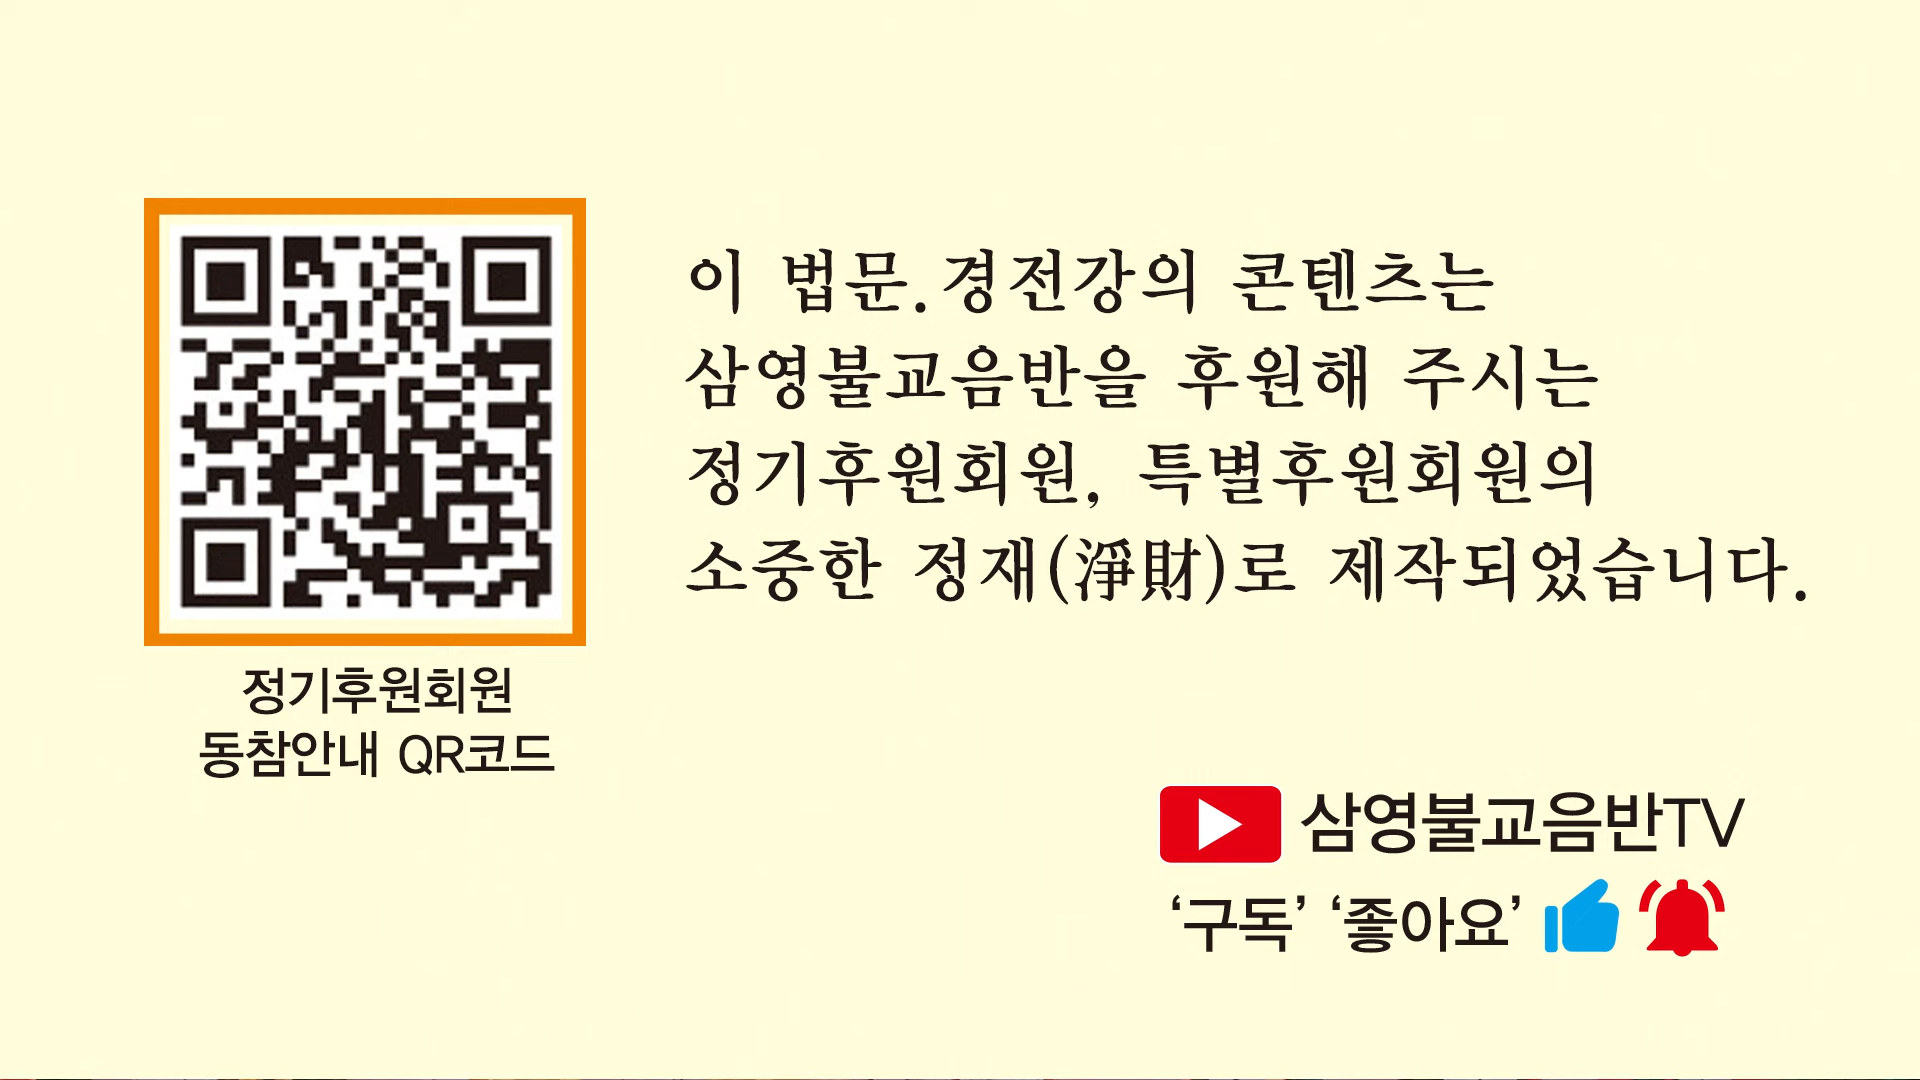 이 법문.경전강의 콘텐츠는
삼영불교음반을 후원해 주시는
정기후원회원, 특별후원회원의
소중한 정재(淨財)로 제작되었습니다.
정기후원회원
동참안내 QR코드
삼영불교음반TV
‘구독’ ‘좋아요’